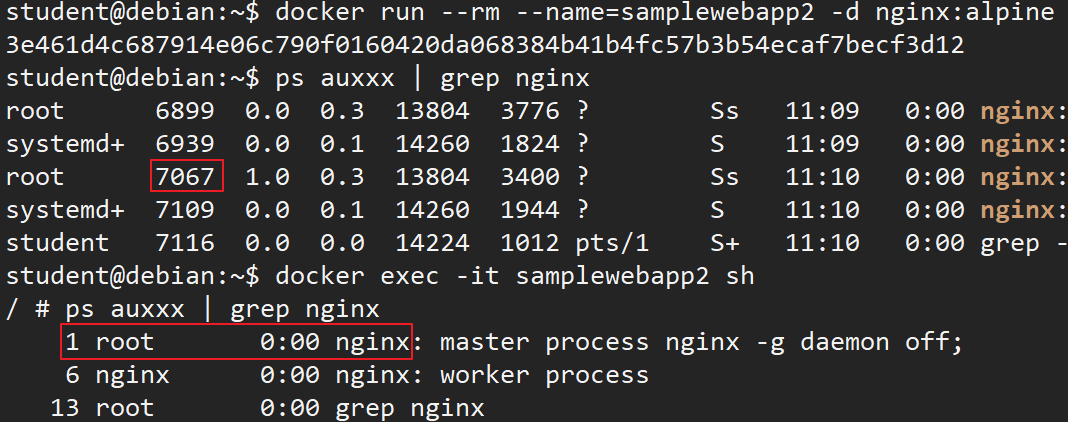 student@debian:~$ docker run --rm --name=samplewebapp2 -d nginx:alpine
3e461d4c687914e06c790f0160420da068384b41b4fc57b3b54ecaf7becf3d12
student@debian:~$ ps auxxx | grep nginx
root      6899  0.0  0.3  13804  3776 ?        Ss   11:09   0:00 nginx:
systemd+  6939  0.0  0.1  14260  1824 ?        S    11:09   0:00 nginx:
root      7067  1.0  0.3  13804  3400 ?        Ss   11:10   0:00 nginx:
systemd+  7109  0.0  0.1  14260  1944 ?        S    11:10   0:00 nginx:
student   7116  0.0  0.0  14224  1012 pts/1    S+   11:10   0:00 grep -
student@debian:~$ docker exec -it samplewebapp2 sh
/ # ps auxxx | grep nginx
    1 root       0:00 nginx: master process nginx -g daemon off;
    6 nginx      0:00 nginx: worker process
   13 root       0:00 grep nginx